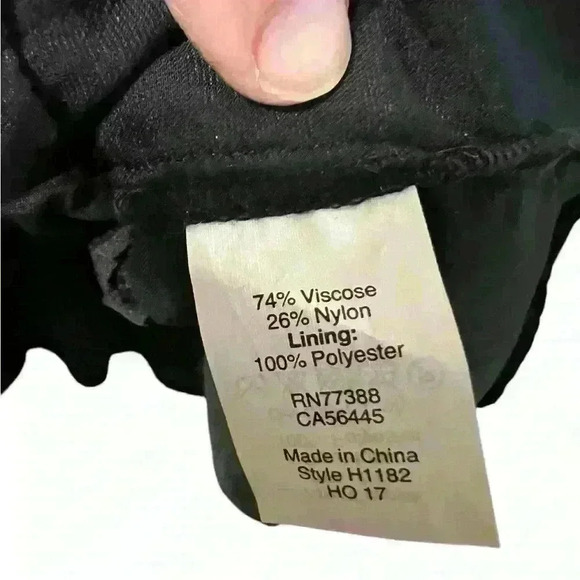 74% Viscose
26% Nylon
Lining:
100% Polyester
RN77388
CA56445
Made in China
Style H1182
HO 17